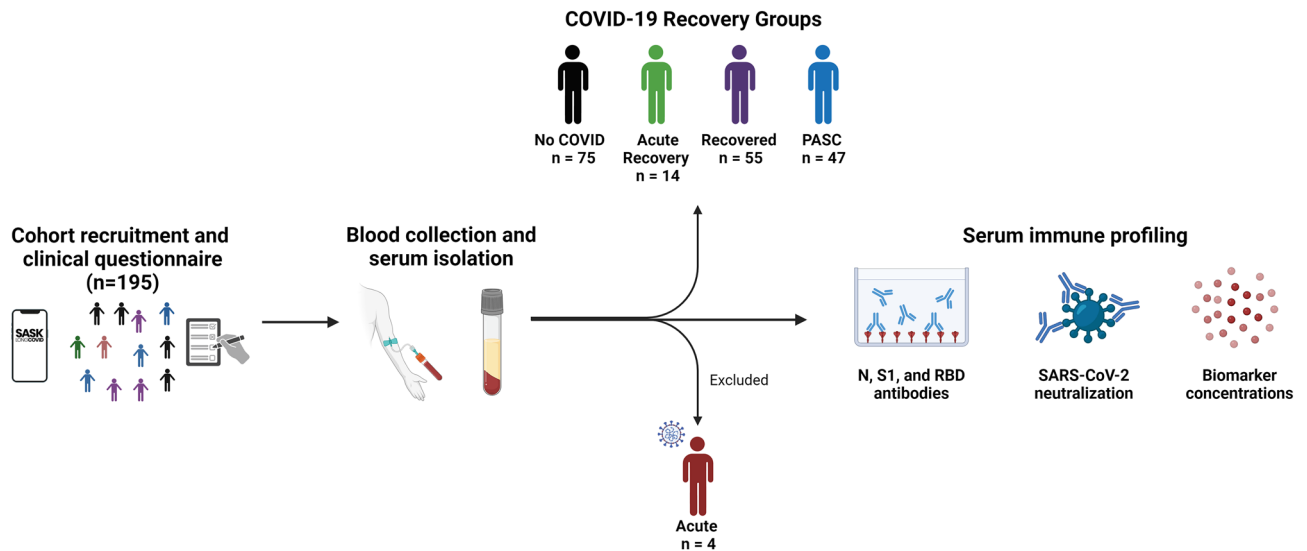 COVID-19 Recovery Groups
No COVID
n = 75
Acute
Recovery
n = 14
Recovered
n = 55
PASC
n = 47
Cohort recruitment and
clinical questionnaire
(n=195)
SASK
LONGCOVID
Blood collection and
serum isolation
Excluded
Acute
n = 4
Serum immune profiling
N, S1, and RBD
antibodies
SARS-CoV-2
neutralization
Biomarker
concentrations